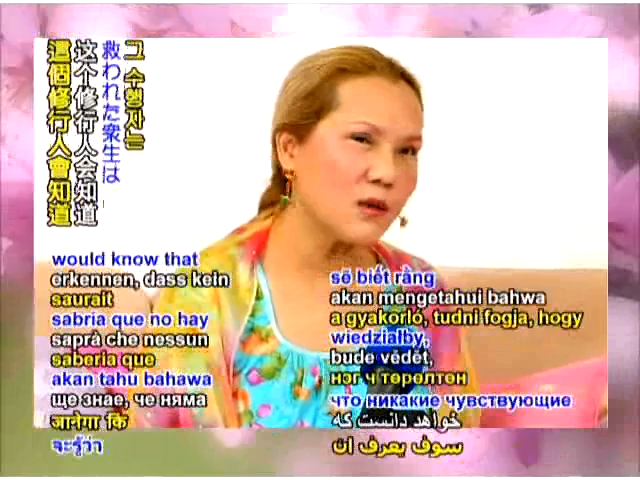 그 수행자는
救われた衆生は
这个修行人会知道
這個修行人會知道
would know that
erkennen, dass kein
saurait
sabria que no hay
saprà che nessun
saberia que
akan tahu bahawa
ще знае, че няма
जानेगा कि
จะรู้ว่า
sẽ biết rằng
akan mengetahui bahwa
a gyakorló, tudni fogja, hogy
wiedziałby,
bude vědět,
нэг ч төрөлтөн
что никакие чувствующие
خواهد دانست که
سوف يعرف ان